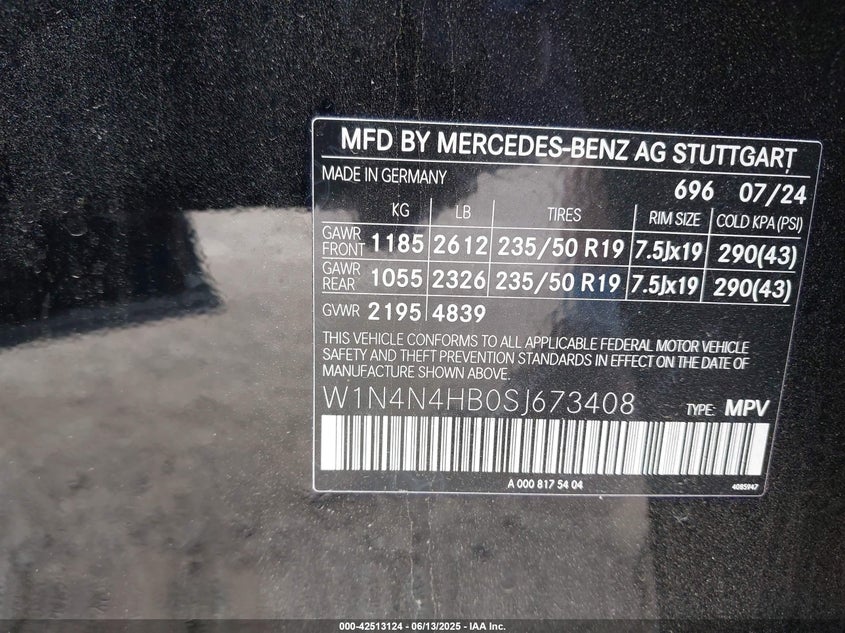 MFD BY MERCEDES-BENZ AG STUTTGART
MADE IN GERMANY
696 07/24
KG LB TIRES RIM SIZE COLD KPA (PSI)
GAWR FRONT 1185 2612 235/50 R19 7.5Jx19 290(43)
GAWR REAR 1055 2326 235/50 R19 7.5Jx19 290(43)
GVWR 2195 4839
THIS VEHICLE CONFORMS TO ALL APPLICABLE FEDERAL MOTOR VEHICLE
SAFETY AND THEFT PREVENTION STANDARDS IN EFFECT ON THE DATE OF
MANUFACTURE SHOWN ABOVE.
W1N4N4HB0SJ673408 TYPE: MPV
A 000 817 54 04
4085947
000-42513124 - 06/13/2025 - IAA Inc.